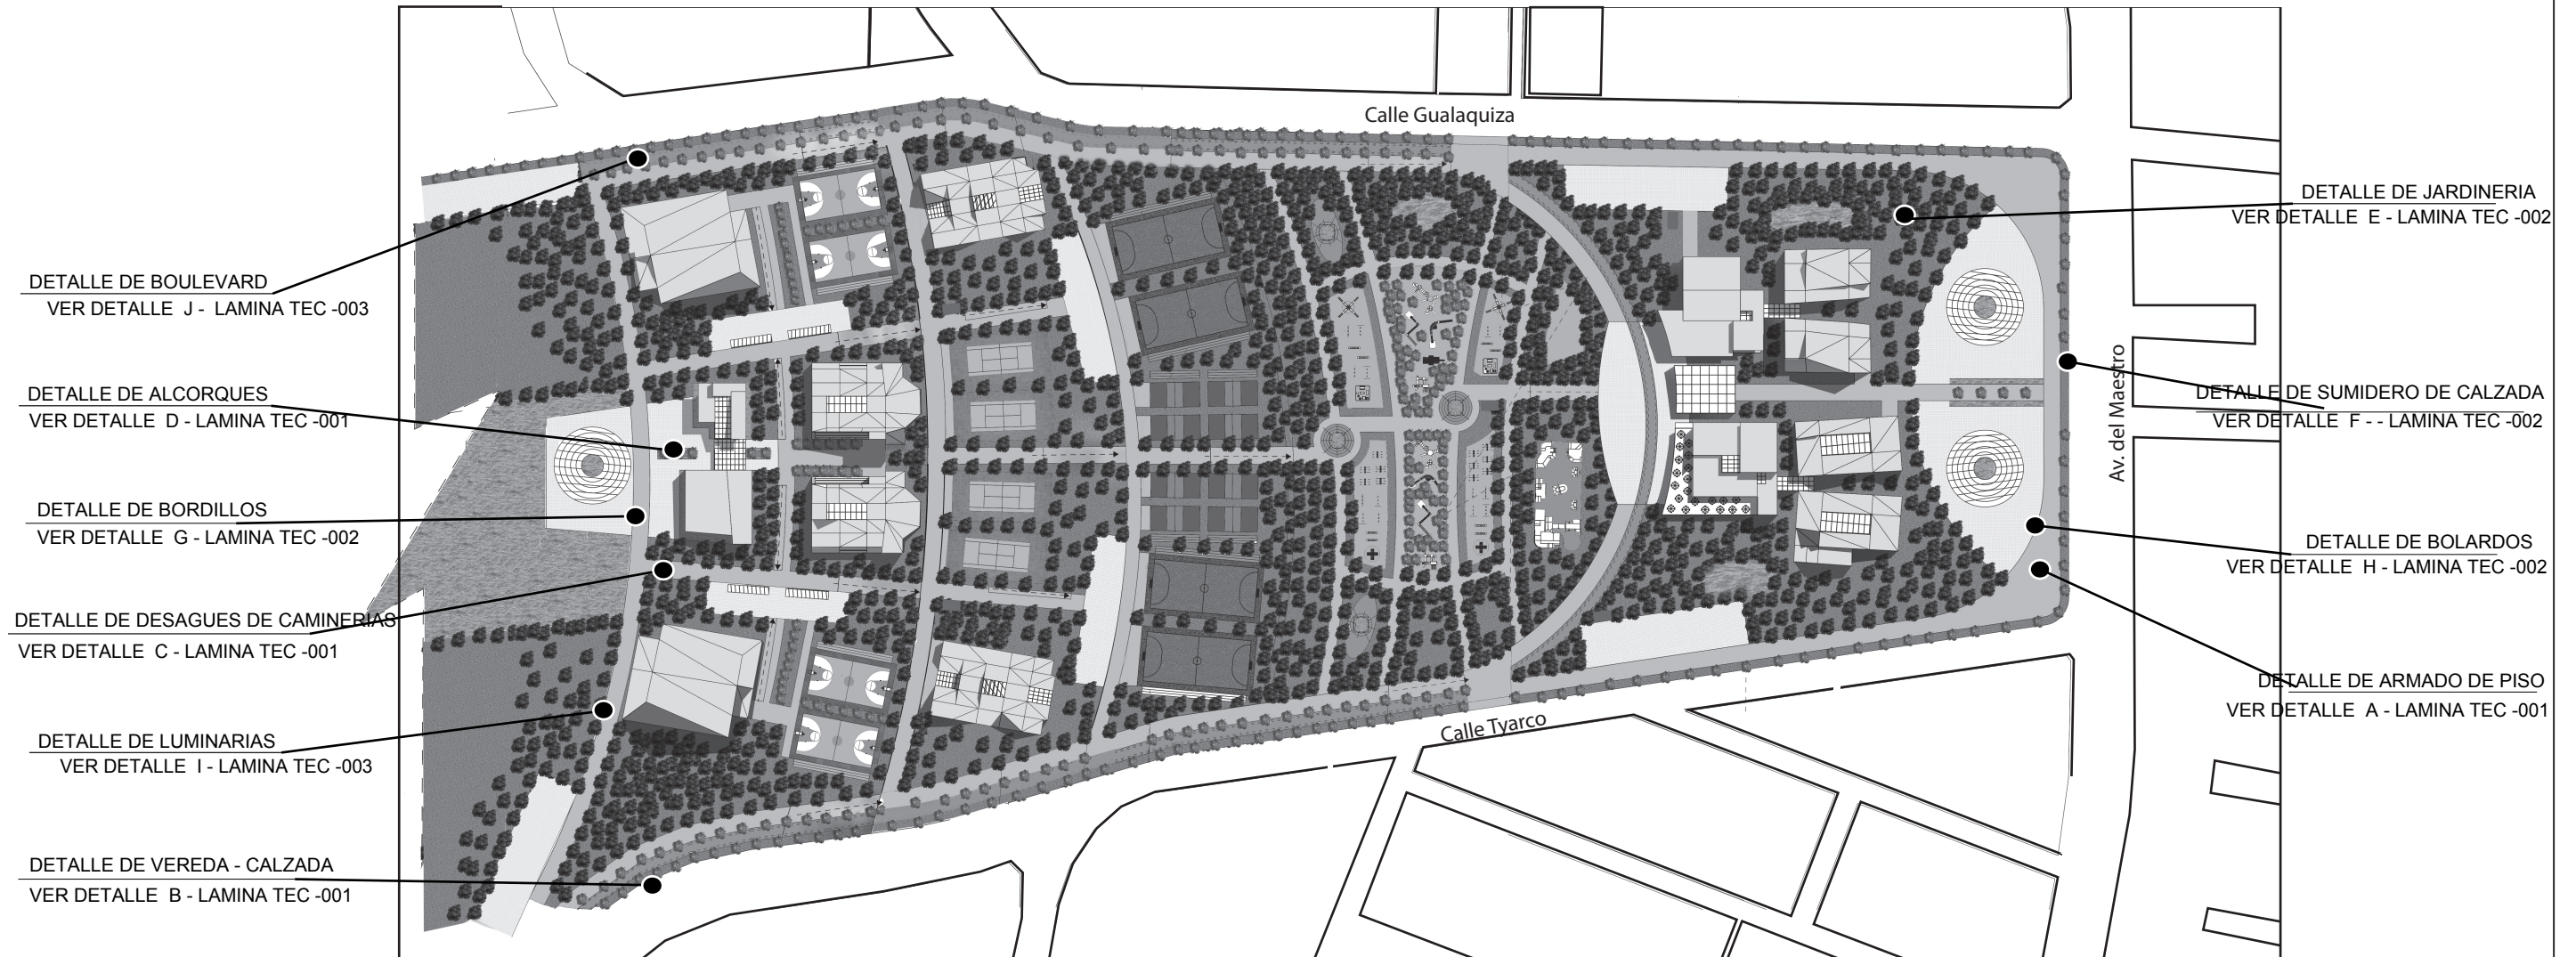 Calle Gualaquiza
DETALLE DE JARDINERIA
VER DETALLE  E - LAMINA TEC -002
DETALLE DE BOULEVARD
VER DETALLE  J -  LAMINA TEC -003
DETALLE DE ALCORQUES
VER DETALLE  D - LAMINA TEC -001
DETALLE DE SUMIDERO DE CALZADA
VER DETALLE  F - - LAMINA TEC -002
Av. del Maestro
DETALLE DE BORDILLOS
VER DETALLE  G - LAMINA TEC -002
DETALLE DE BOLARDOS
VER DETALLE  H - LAMINA TEC -002
DETALLE DE DESAGUES DE CAMINERIAS
VER DETALLE  C - LAMINA TEC -001
DETALLE DE ARMADO DE PISO
VER DETALLE  A - LAMINA TEC -001
Calle Tyarco
DETALLE DE LUMINARIAS
VER DETALLE  I - LAMINA TEC -003
DETALLE DE VEREDA - CALZADA
VER DETALLE  B - LAMINA TEC -001